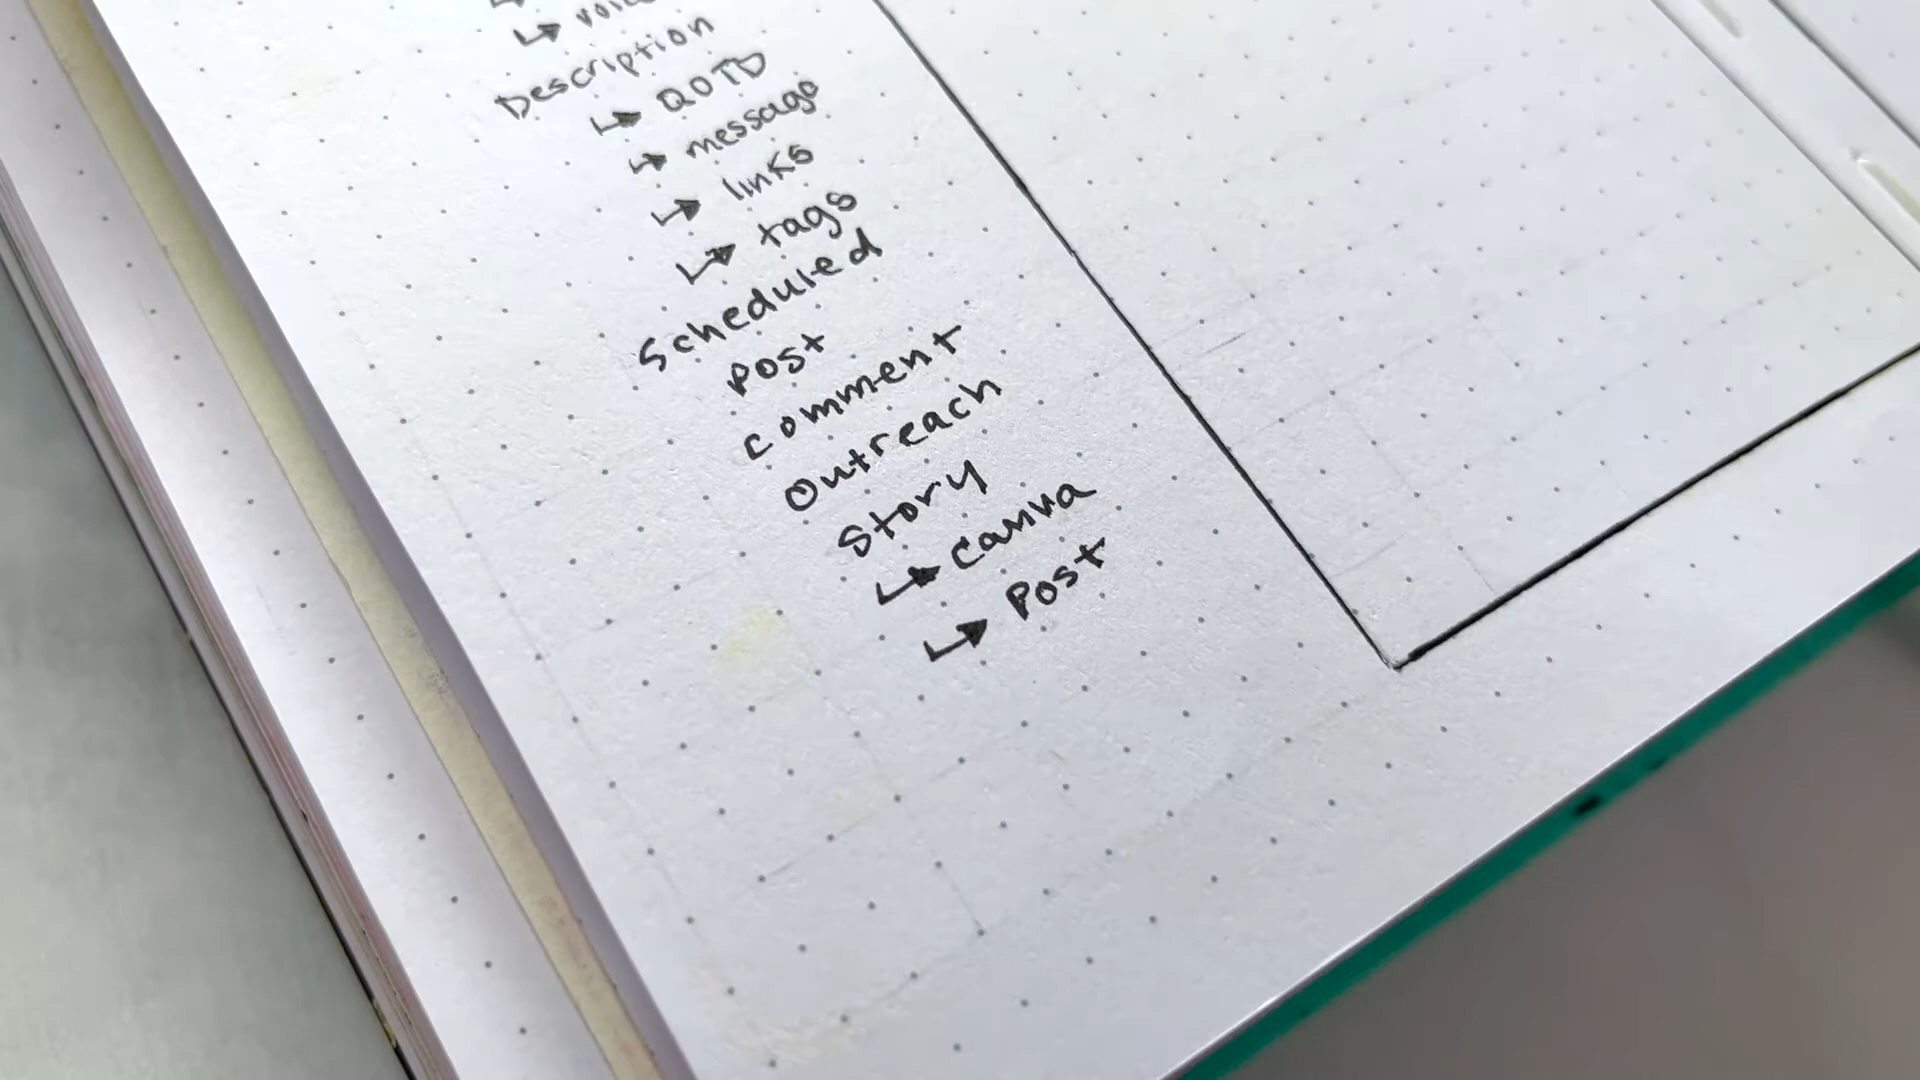 Description
↳ QOTD
↳ message
↳ links
↳ tags
Scheduled
Post
comment
Outreach
Story
↳ Canva
↳ Post